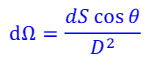 dΩ = dS cos θ / D²